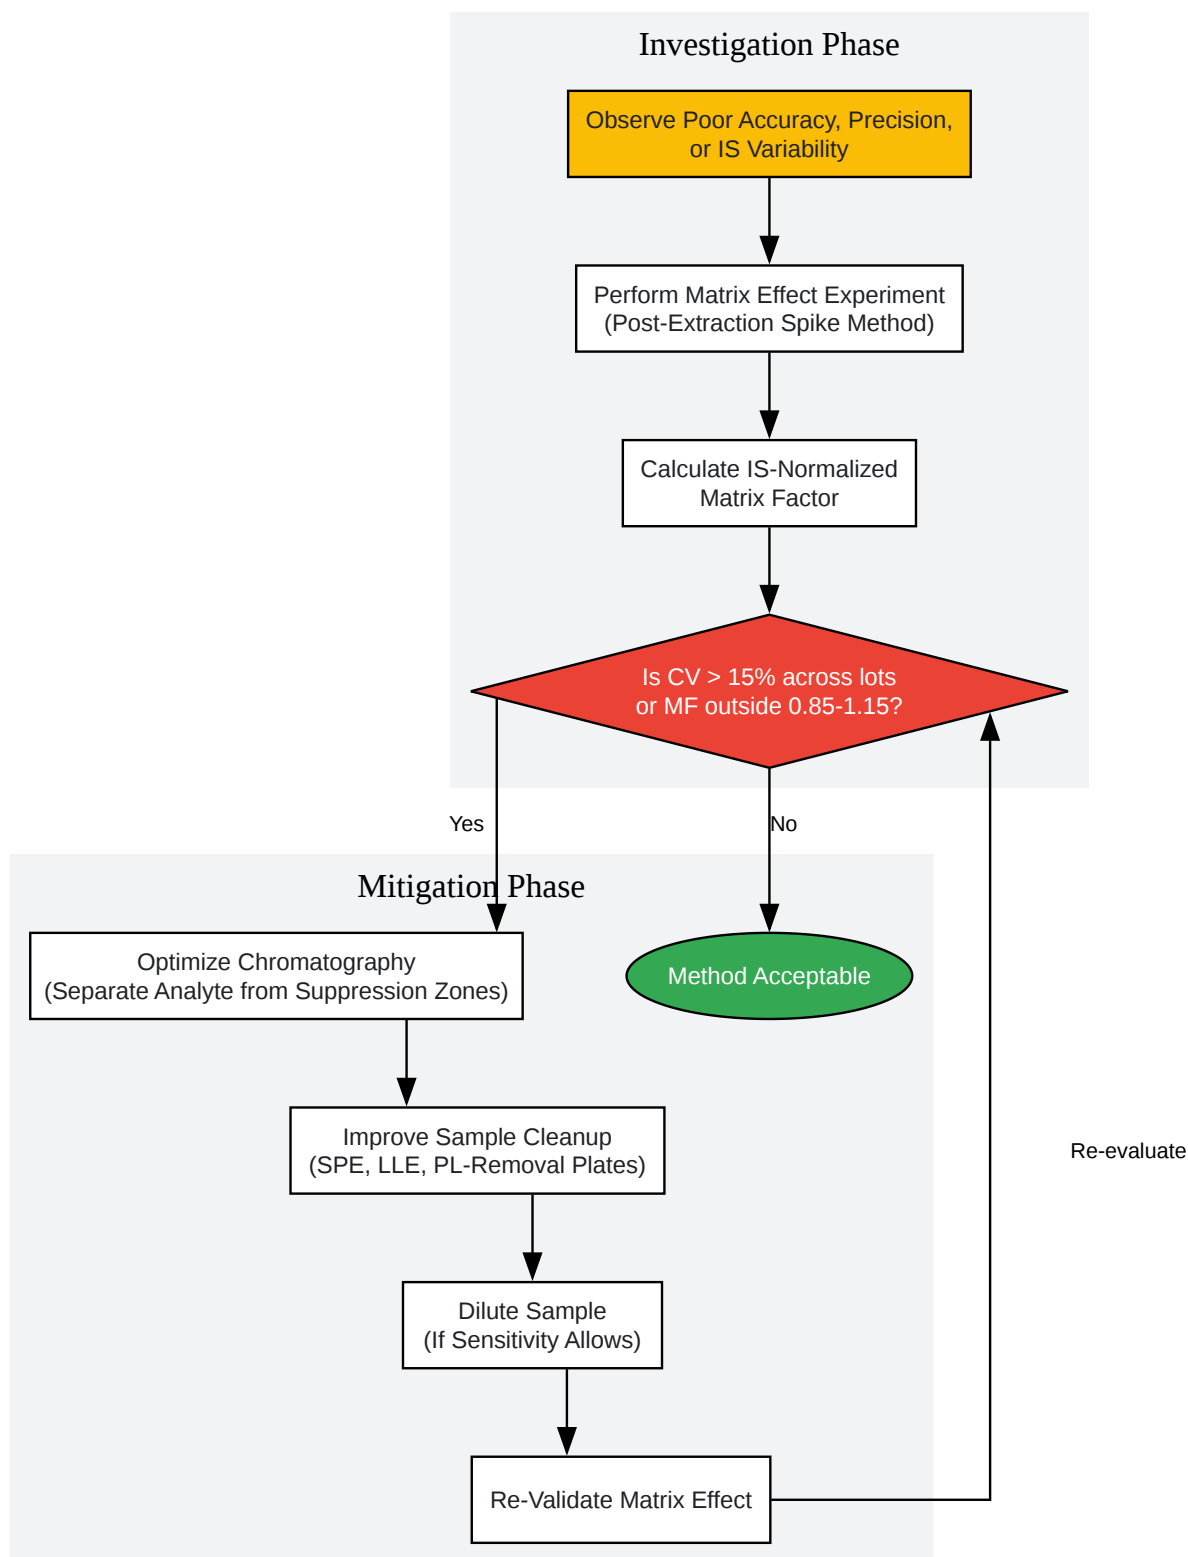 Investigation Phase
Observe Poor Accuracy, Precision,
or IS Variability
Perform Matrix Effect Experiment
(Post-Extraction Spike Method)
Calculate IS-Normalized
Matrix Factor
Is CV > 15% across lots
or MF outside 0.85-1.15?
Yes
No
Mitigation Phase
Optimize Chromatography
(Separate Analyte from Suppression Zones)
Method Acceptable
Improve Sample Cleanup
(SPE, LLE, PL-Removal Plates)
Re-evaluate
Dilute Sample
(If Sensitivity Allows)
Re-Validate Matrix Effect